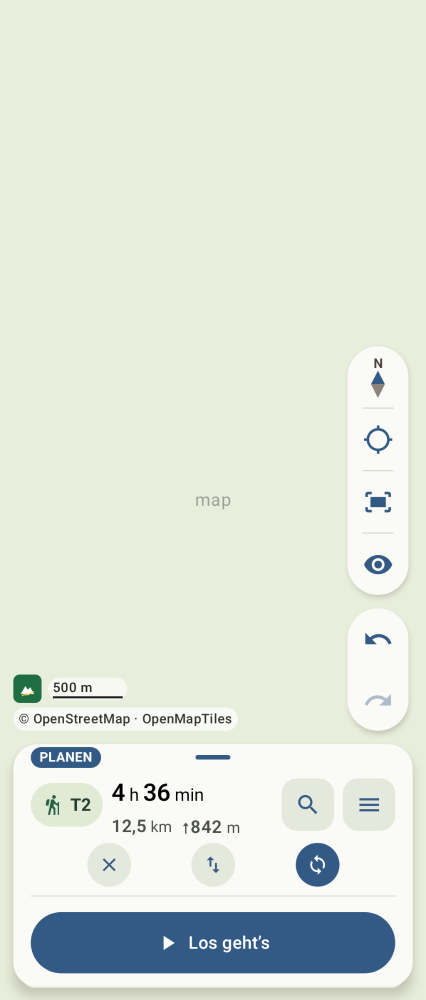 N
map
500 m
© OpenStreetMap · OpenMapTiles
PLANEN
T2
4 h 36 min
12,5 km ↑842 m
Los geht’s